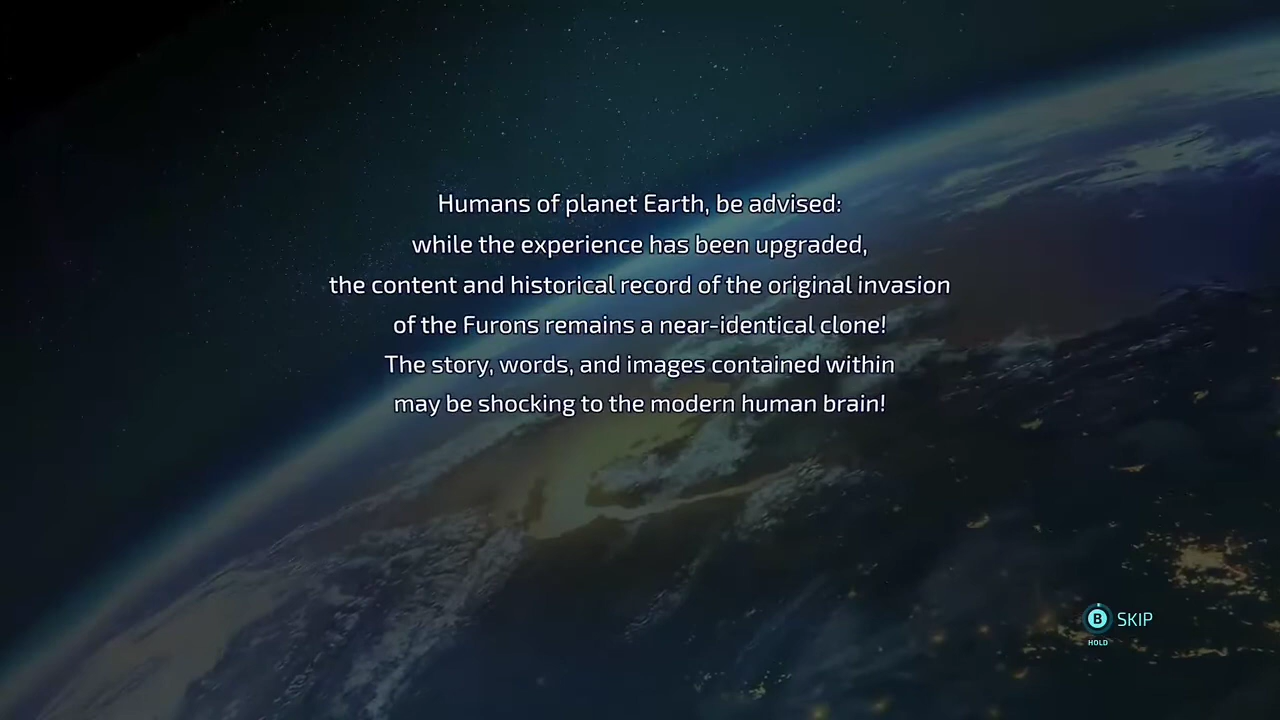 Humans of planet Earth, be advised:
while the experience has been upgraded,
the content and historical record of the original invasion
of the Furons remains a near-identical clone!
The story, words, and images contained within
may be shocking to the modern human brain!
B SKIP
HOLD